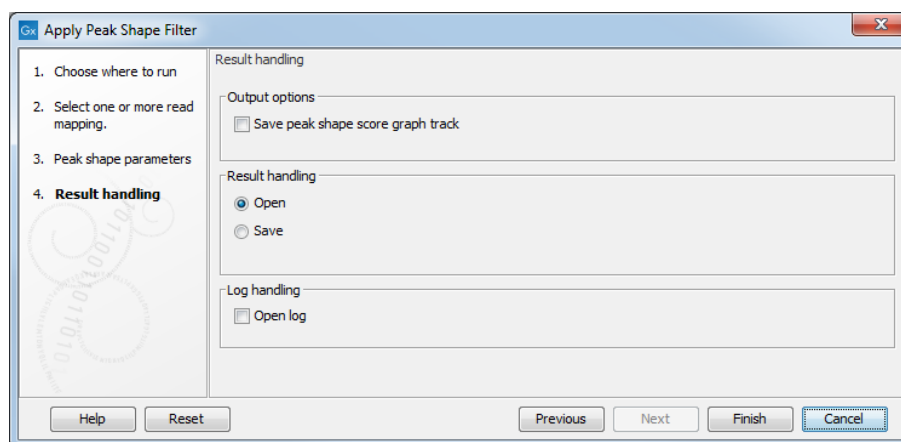 Gx Apply Peak Shape Filter
1. Choose where to run
2. Select one or more read
mapping.
3. Peak shape parameters
4. Result handling
Result handling
Output options
Save peak shape score graph track
Result handling
Open
Save
Log handling
Open log
Help
Reset
Previous
Next
Finish
Cancel